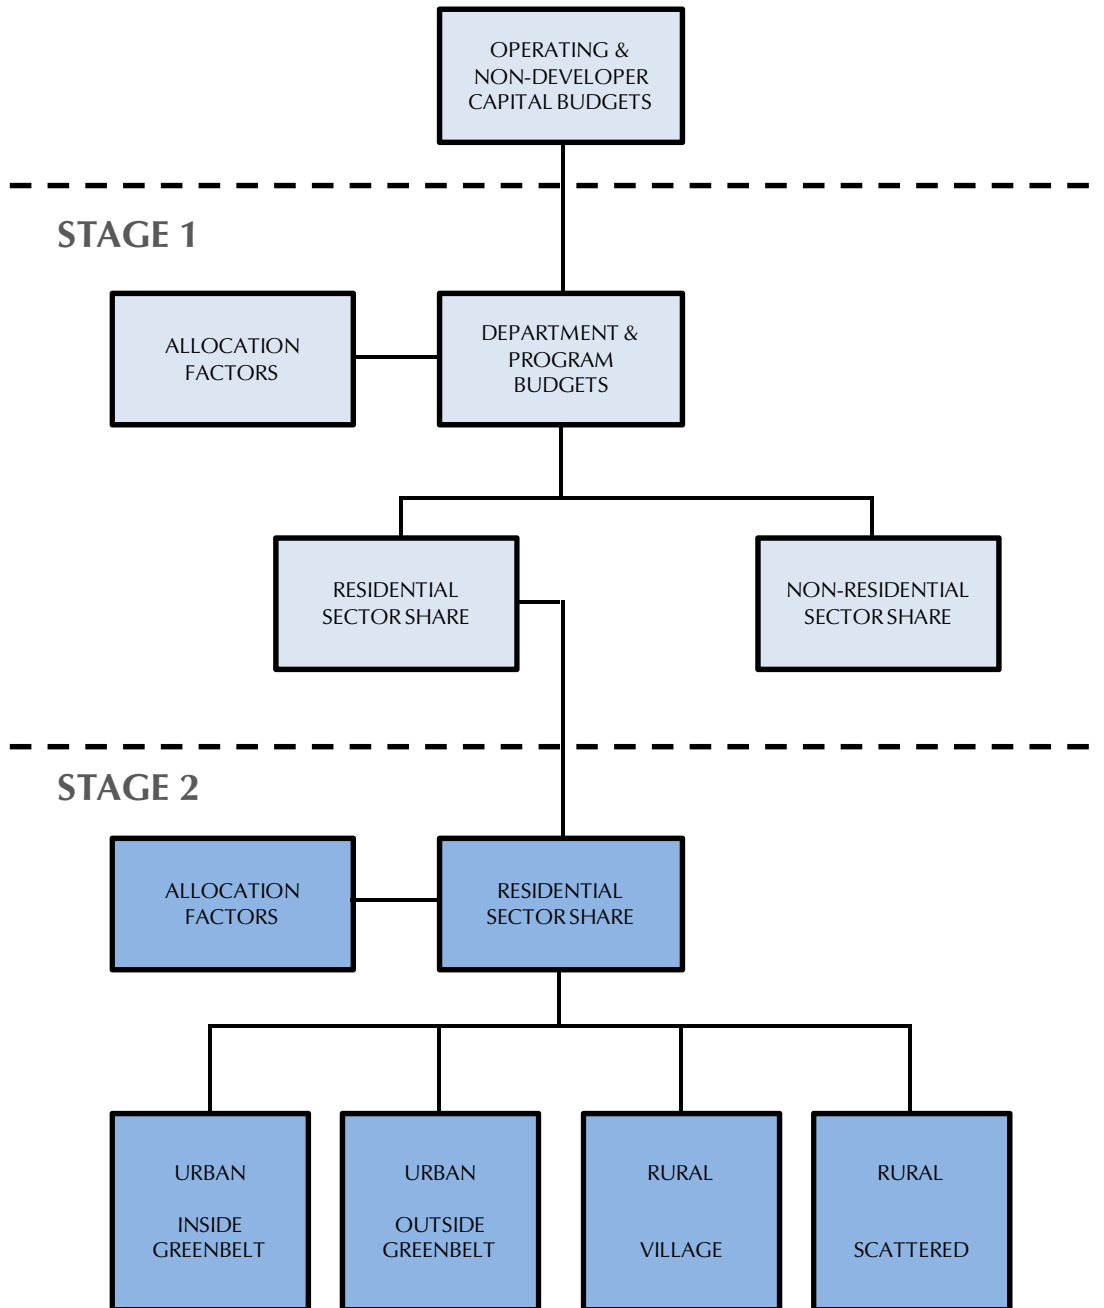 OPERATING &
NON-DEVELOPER
CAPITAL BUDGETS
STAGE 1
ALLOCATION
FACTORS
DEPARTMENT &
PROGRAM
BUDGETS
RESIDENTIAL
SECTOR SHARE
NON-RESIDENTIAL
SECTOR SHARE
STAGE 2
ALLOCATION
FACTORS
RESIDENTIAL
SECTOR SHARE
URBAN
INSIDE
GREENBELT
URBAN
OUTSIDE
GREENBELT
RURAL
VILLAGE
RURAL
SCATTERED